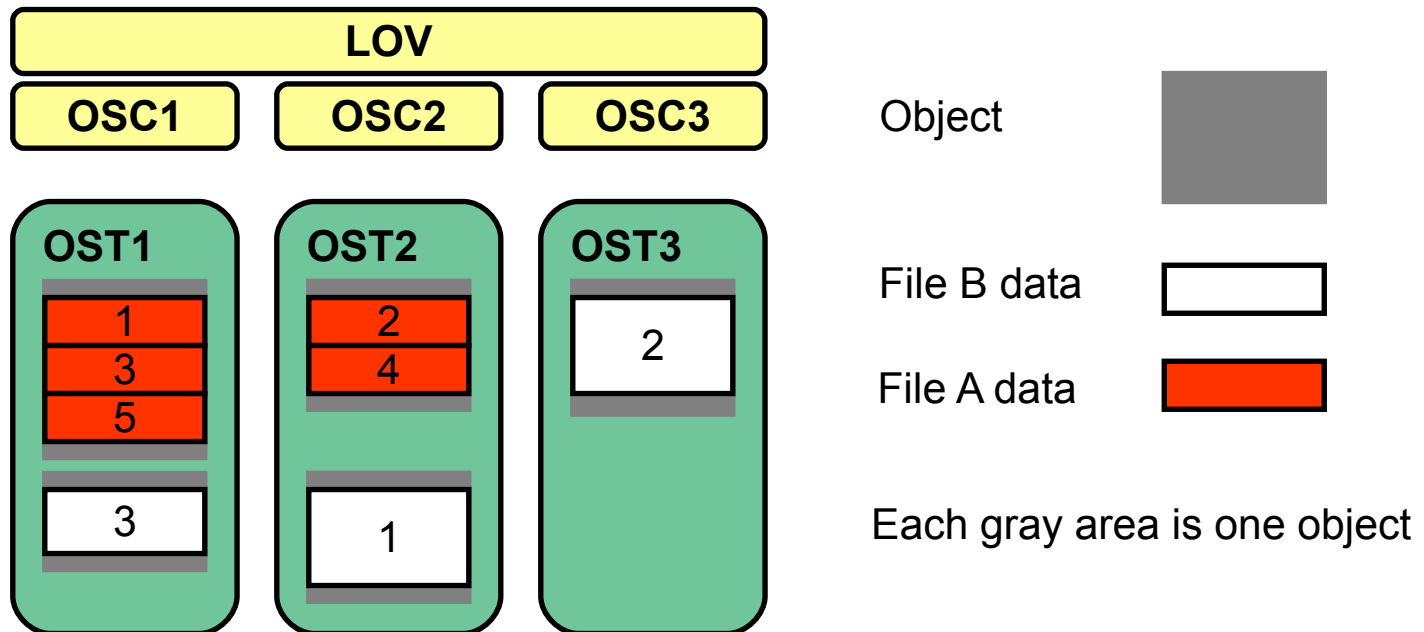 LOV
OSC1 OSC2 OSC3
Object
OST1 OST2 OST3
1 2 2
3 4
5
3 1
File B data
File A data
Each gray area is one object